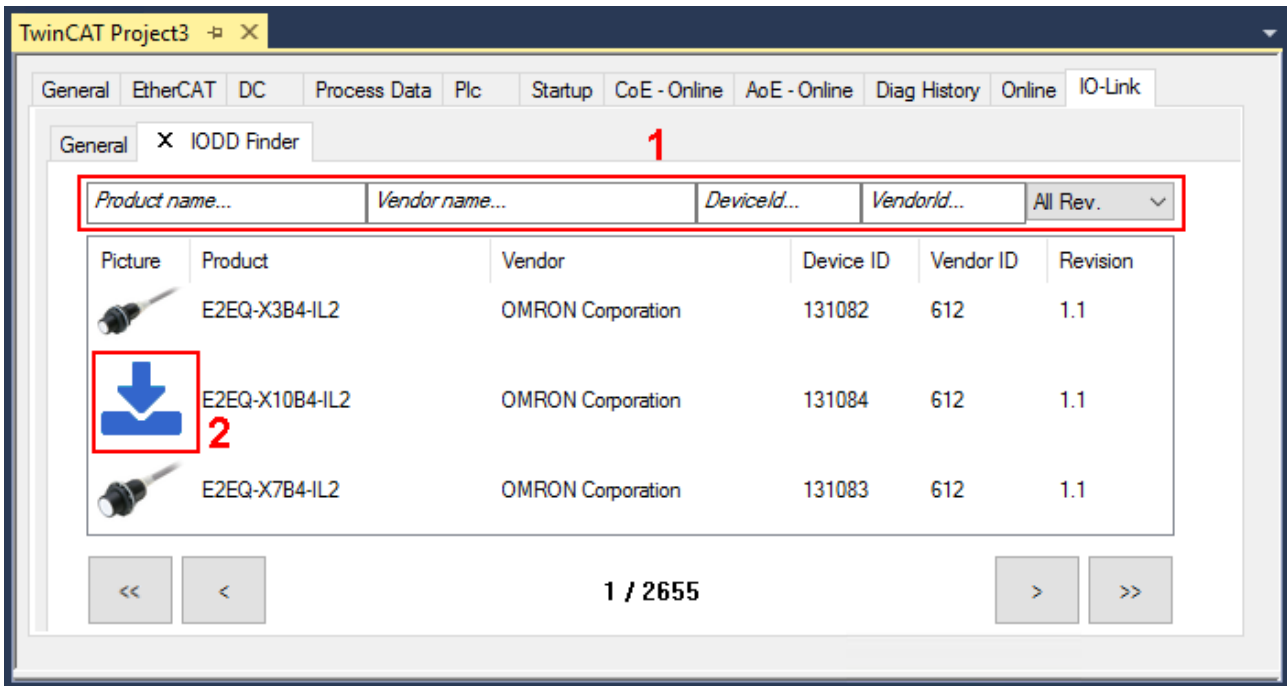 TwinCAT Project3
General EtherCAT DC Process Data Plc Startup CoE - Online AoE - Online Diag History Online IO-Link
General X IODD Finder
1
Product name... Vendor name... DeviceId... VendorId... All Rev.
Picture Product Vendor Device ID Vendor ID Revision
E2EQ-X3B4-IL2 OMRON Corporation 131082 612 1.1
E2EQ-X10B4-IL2 OMRON Corporation 131084 612 1.1
2
E2EQ-X7B4-IL2 OMRON Corporation 131083 612 1.1
<< < 1 / 2655 > >>